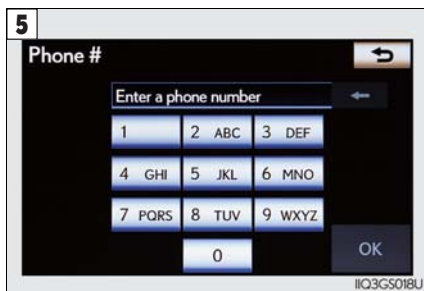 5
Phone #
Enter a phone number
1
2 ABC
3 DEF
4 GHI
5 JKL
6 MNO
7 PQRS
8 TUV
9 WXYZ
0
OK
IIQ3GS018U